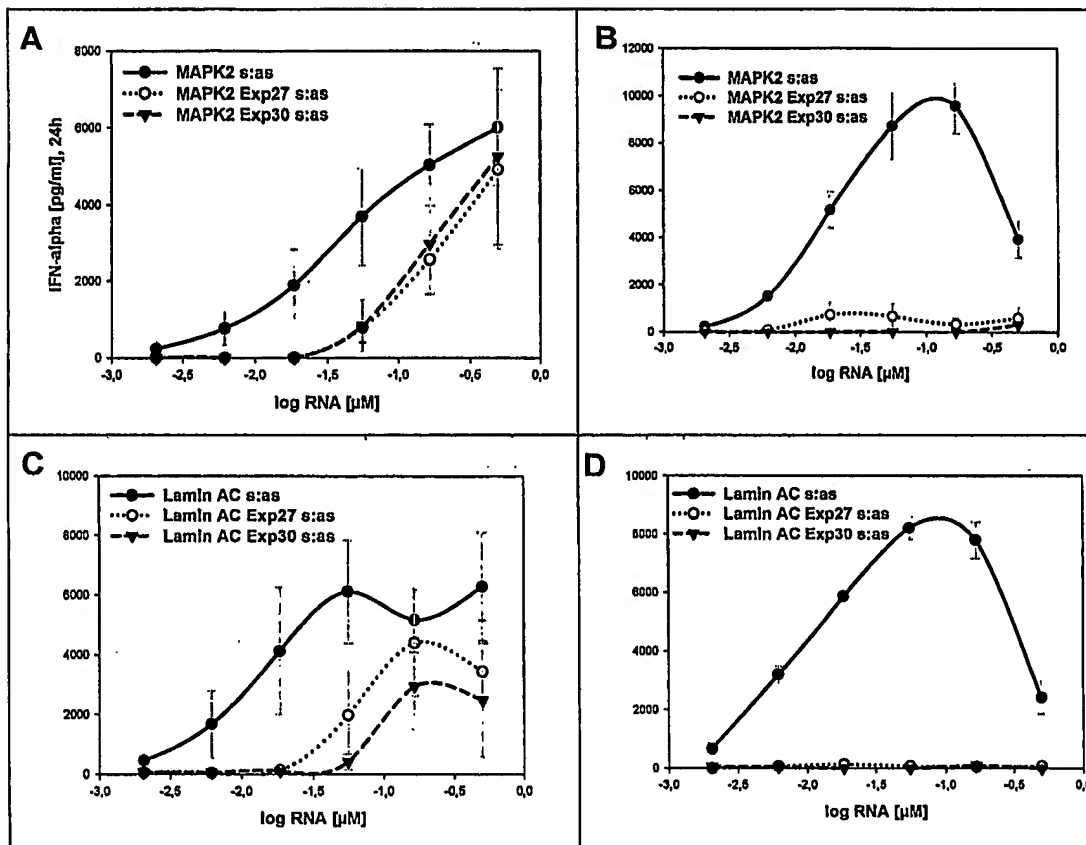 A
8000
6000
4000
2000
0
IFN-alpha [pg/ml], 24h
MAPK2 s:as
MAPK2 Exp27 s:as
MAPK2 Exp30 s:as
-3,0 -2,5 -2,0 -1,5 -1,0 -0,5 0,0
log RNA [µM]
B
12000
10000
8000
6000
4000
2000
0
MAPK2 s:as
MAPK2 Exp27 s:as
MAPK2 Exp30 s:as
-3,0 -2,5 -2,0 -1,5 -1,0 -0,5 0,0
log RNA [µM]
C
10000
8000
6000
4000
2000
0
Lamin AC s:as
Lamin AC Exp27 s:as
Lamin AC Exp30 s:as
-3,0 -2,5 -2,0 -1,5 -1,0 -0,5 0,0
log RNA [µM]
D
10000
8000
6000
4000
2000
0
Lamin AC s:as
Lamin AC Exp27 s:as
Lamin AC Exp30 s:as
-3,0 -2,5 -2,0 -1,5 -1,0 -0,5 0,0
log RNA [µM]